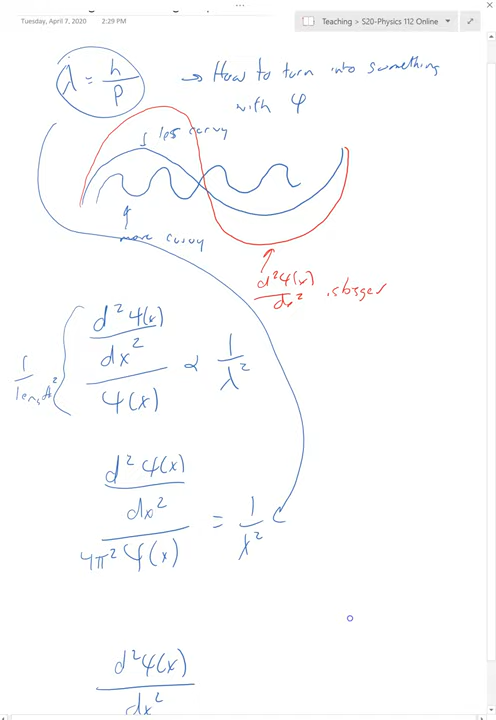 Tuesday, April 7, 2020 2:29 PM
Teaching > S20-Physics 112 Online
λ = h/p → How to turn into something
with Ψ
less curvy
more curvy
d²Ψ(x)/dx² is bigger
1/length² { (d²Ψ(x)/dx²)/Ψ(x) ∝ 1/λ²
(d²Ψ(x)/dx²)/(4π²Ψ(x)) = 1/λ²
d²Ψ(x)/dx²